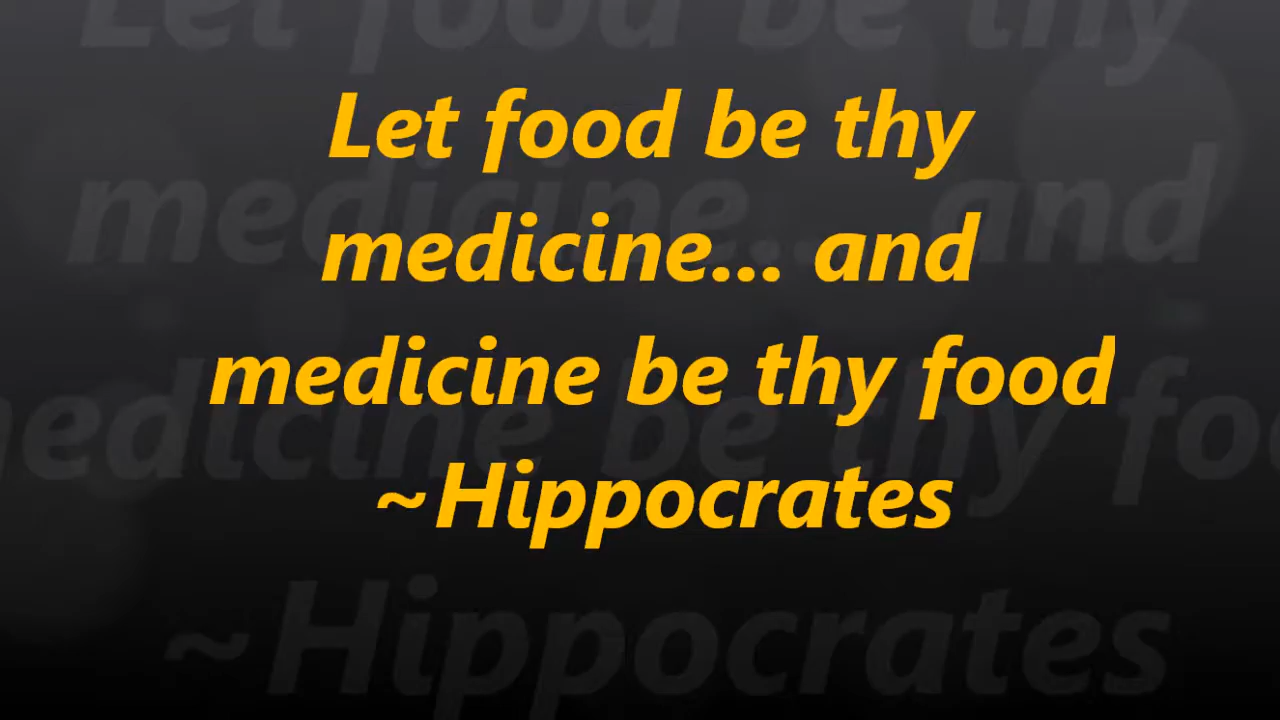 Let food be thy
medicine... and
medicine be thy food
~Hippocrates